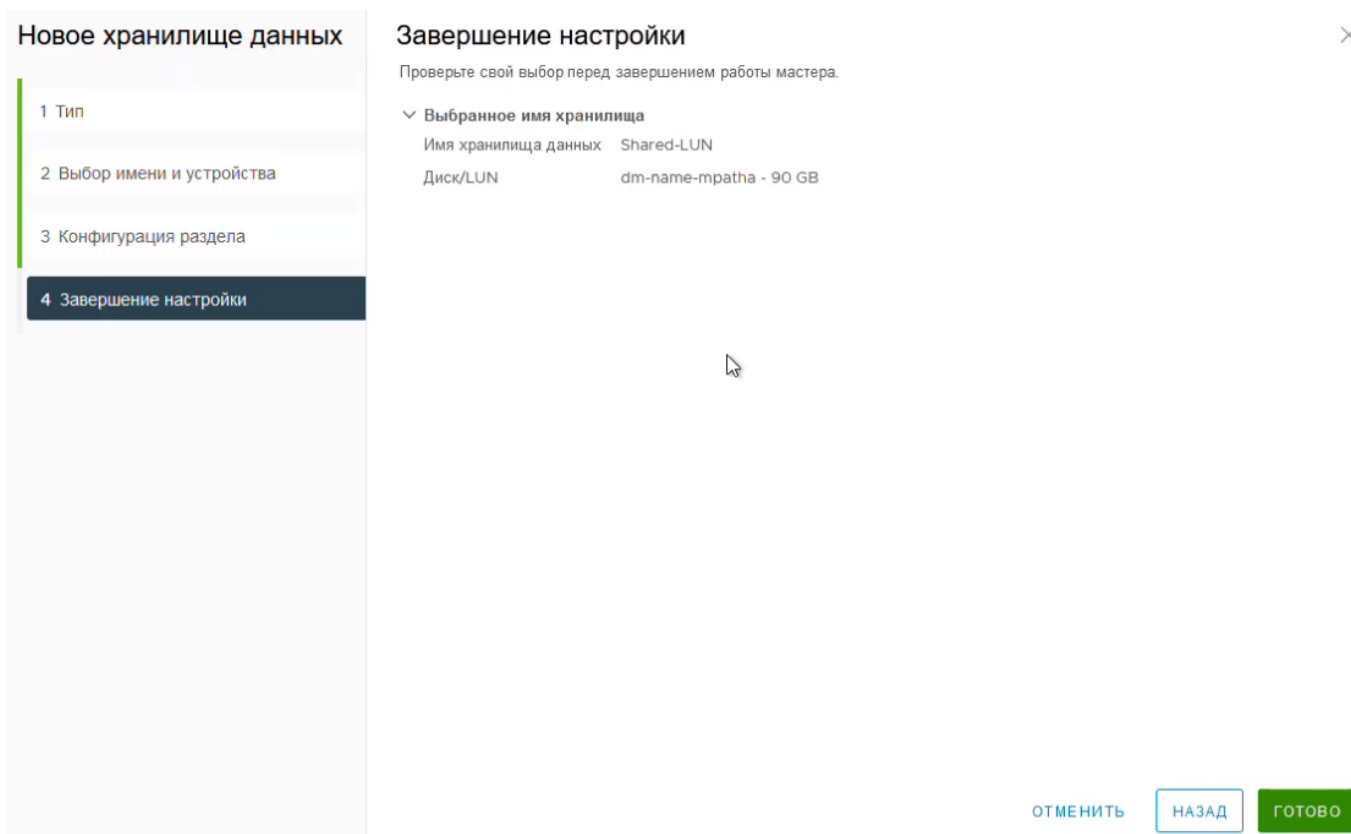 Новое хранилище данных
1 Тип
2 Выбор имени и устройства
3 Конфигурация раздела
4 Завершение настройки
Завершение настройки
Проверьте свой выбор перед завершением работы мастера.
Выбранное имя хранилища
Имя хранилища данных Shared-LUN
Диск/LUN dm-name-mpatha - 90 GB
ОТМЕНИТЬ НАЗАД ГОТОВО